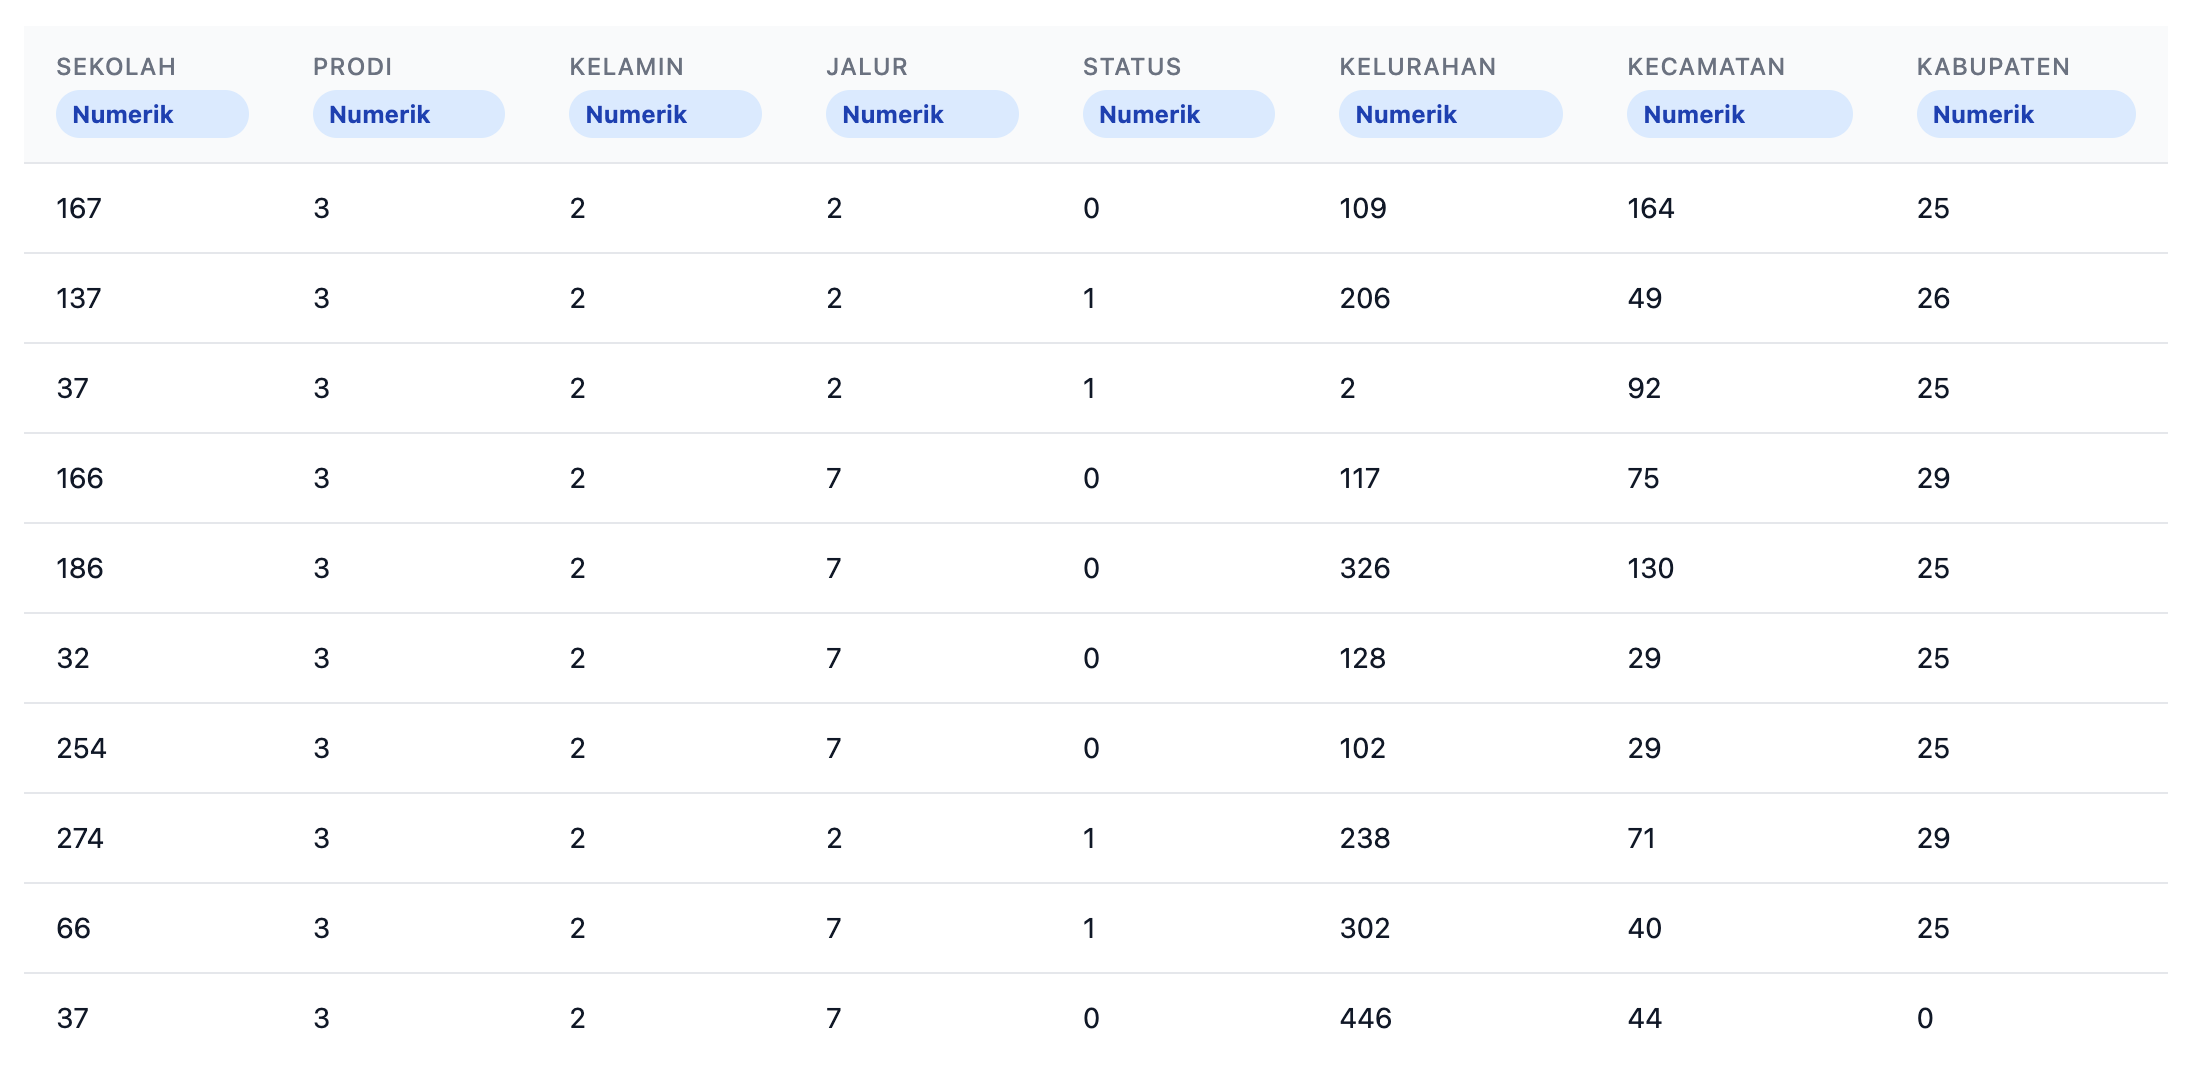 SEKOLAH PRODI KELAMIN JALUR STATUS KELURAHAN KECAMATAN KABUPATEN
Numerik Numerik Numerik Numerik Numerik Numerik Numerik Numerik
167 3 2 2 0 109 164 25
137 3 2 2 1 206 49 26
37 3 2 2 1 2 92 25
166 3 2 7 0 117 75 29
186 3 2 7 0 326 130 25
32 3 2 7 0 128 29 25
254 3 2 7 0 102 29 25
274 3 2 2 1 238 71 29
66 3 2 7 1 302 40 25
37 3 2 7 0 446 44 0